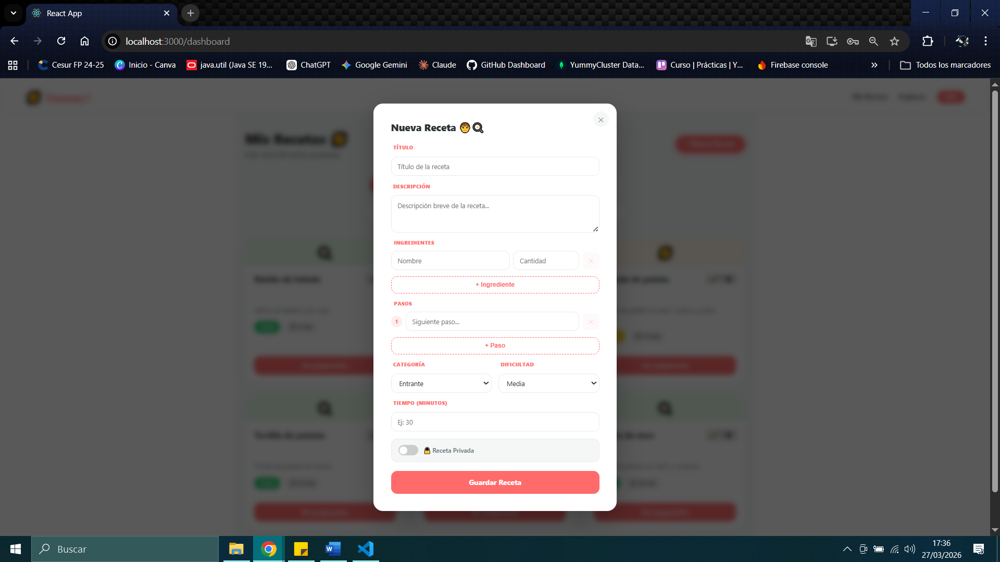 React App
localhost:3000/dashboard
Cesur FP 24-25
Inicio - Canva
java.util (Java SE 19...
ChatGPT
Google Gemini
Claude
GitHub Dashboard
YummyCluster Data...
Curso | Prácticas | Y...
Firebase console
Todos los marcadores
Mis Recetas
Nueva Receta
TÍTULO
Título de la receta
DESCRIPCIÓN
Descripción breve de la receta...
INGREDIENTES
Nombre
Cantidad
+ Ingrediente
PASOS
1
Siguiente paso...
+ Paso
CATEGORÍA
DIFICULTAD
Entrante
Media
TIEMPO (MINUTOS)
Ej: 30
Receta Privada
Guardar Receta
Buscar
17:36
27/03/2026